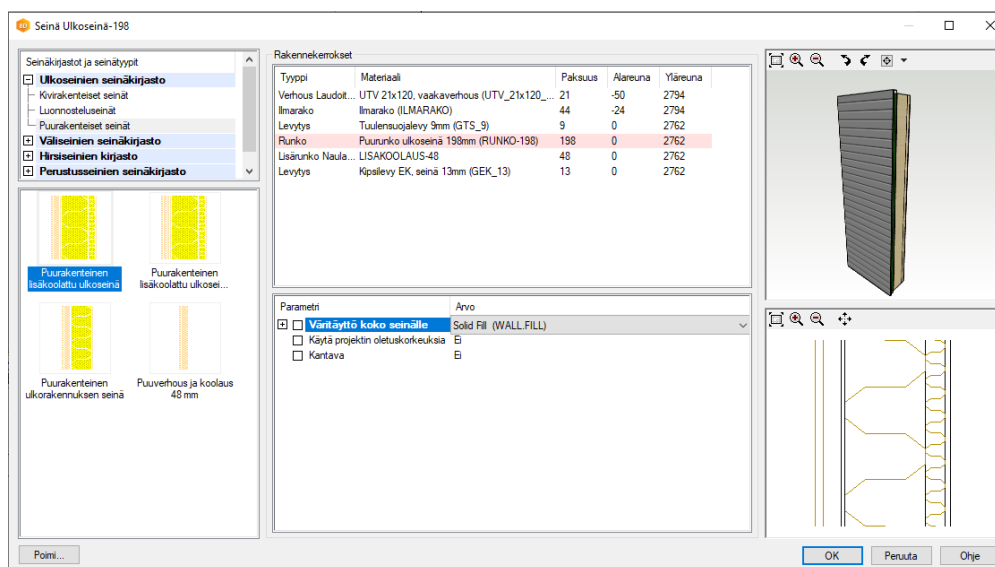 Seinä Ulkoseinä-198
Seinäkirjastot ja seinätyypit
Ulkoseinien seinäkirjasto
Kivirakenteiset seinät
Luonnosteluseinät
Puurakenteiset seinät
Väliseinien seinäkirjasto
Hirsiseinien kirjasto
Perustusseinien seinäkirjasto
Puurakenteinen
lisäkoolattu ulkoseinä
Puurakenteinen
lisäkoolattu ulkosei...
Puurakenteinen
ulkorakennuksen seinä
Puuverhous ja koolaus
48 mm
Poimi...
Rakennekerrokset
Tyyppi Materiaali Paksuus Alareuna Yläreuna
Verhous Laudoit... UTV 21x120, vaakaverhous (UTV_21x120_... 21 -50 2794
Ilmarako Ilmarako (ILMARAKO) 44 -24 2794
Levytys Tuulensuojalevy 9mm (GTS_9) 9 0 2762
Runko Puurunko ulkoseinä 198mm (RUNKO-198) 198 0 2762
Lisärunko Naula... LISAKOOLAUS-48 48 0 2762
Levytys Kipsilevy EK, seinä 13mm (GEK_13) 13 0 2762
Parametri Arvo
Väritäyttö koko seinälle Solid Fill (WALL.FILL)
Käytä projektin oletuskorkeuksia Ei
Kantava Ei
OK Peruuta Ohje